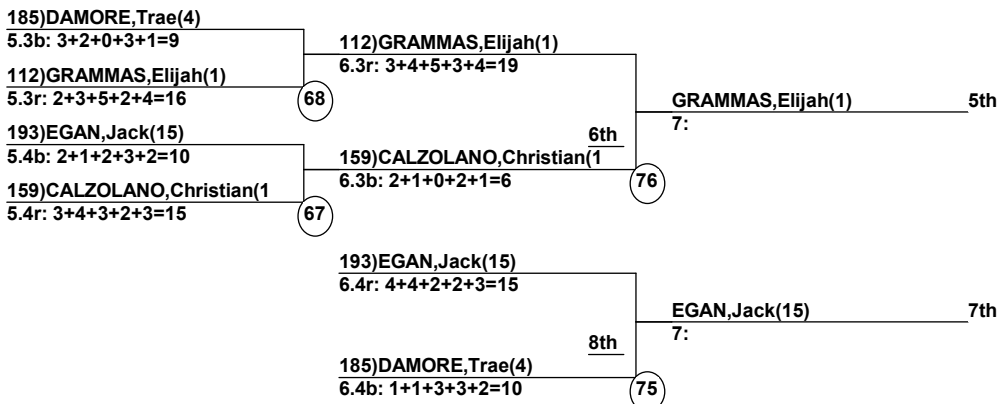 185)DAMORE,Trae(4)
5.3b: 3+2+0+3+1=9
112)GRAMMAS,Elijah(1)
5.3r: 2+3+5+2+4=16
68
193)EGAN,Jack(15)
5.4b: 2+1+2+3+2=10
159)CALZOLANO,Christian(1
5.4r: 3+4+3+2+3=15
67
112)GRAMMAS,Elijah(1)
6.3r: 3+4+5+3+4=19
6th
159)CALZOLANO,Christian(1
6.3b: 2+1+0+2+1=6
76
GRAMMAS,Elijah(1) 5th
7:
193)EGAN,Jack(15)
6.4r: 4+4+2+2+3=15
8th
185)DAMORE,Trae(4)
6.4b: 1+1+3+3+2=10
75
EGAN,Jack(15) 7th
7: